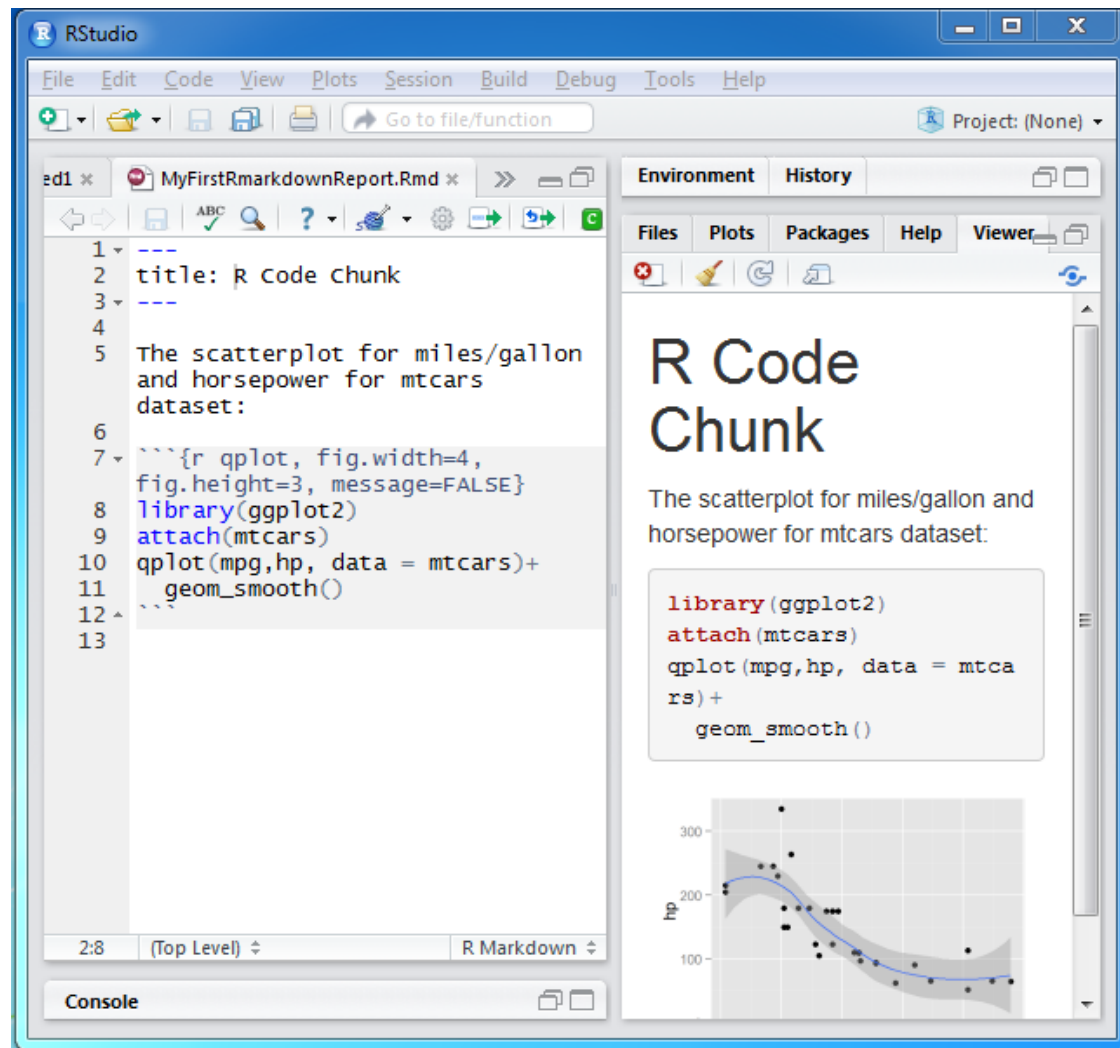 RStudio
File Edit Code View Plots Session Build Debug Tools Help
Go to file/function
Project: (None)
ed1
MyFirstRmarkdownReport.Rmd
ABC
?
C
1 ---
2 title: R Code Chunk
3 ---
4
5 The scatterplot for miles/gallon
and horsepower for mtcars
dataset:
6
7 ```{r qplot, fig.width=4,
fig.height=3, message=FALSE}
8 library(ggplot2)
9 attach(mtcars)
10 qplot(mpg,hp, data = mtcars)+
11   geom_smooth()
12 ```
13
2:8 (Top Level) R Markdown
Console
Environment History
Files Plots Packages Help Viewer
R Code
Chunk
The scatterplot for miles/gallon and
horsepower for mtcars dataset:
library(ggplot2)
attach(mtcars)
qplot(mpg,hp, data = mtca
rs)+
  geom_smooth()
300
200
hp
100